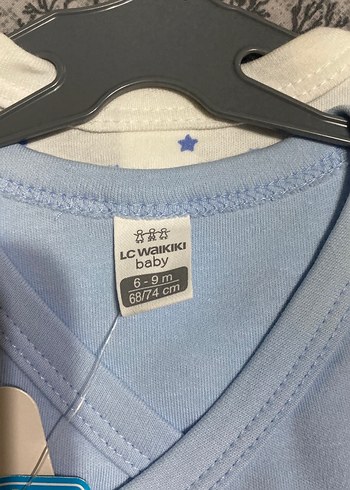 LC WAIKIKI
baby
6 - 9 m
68/74 cm